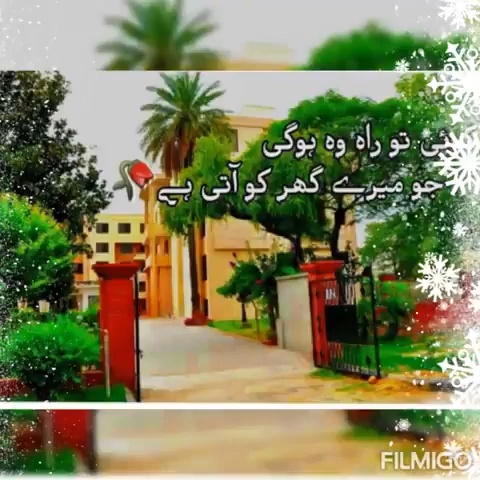 تو راہ وہ ہوگی
جو میرے گھر کو آتی ہے
FILMIGO